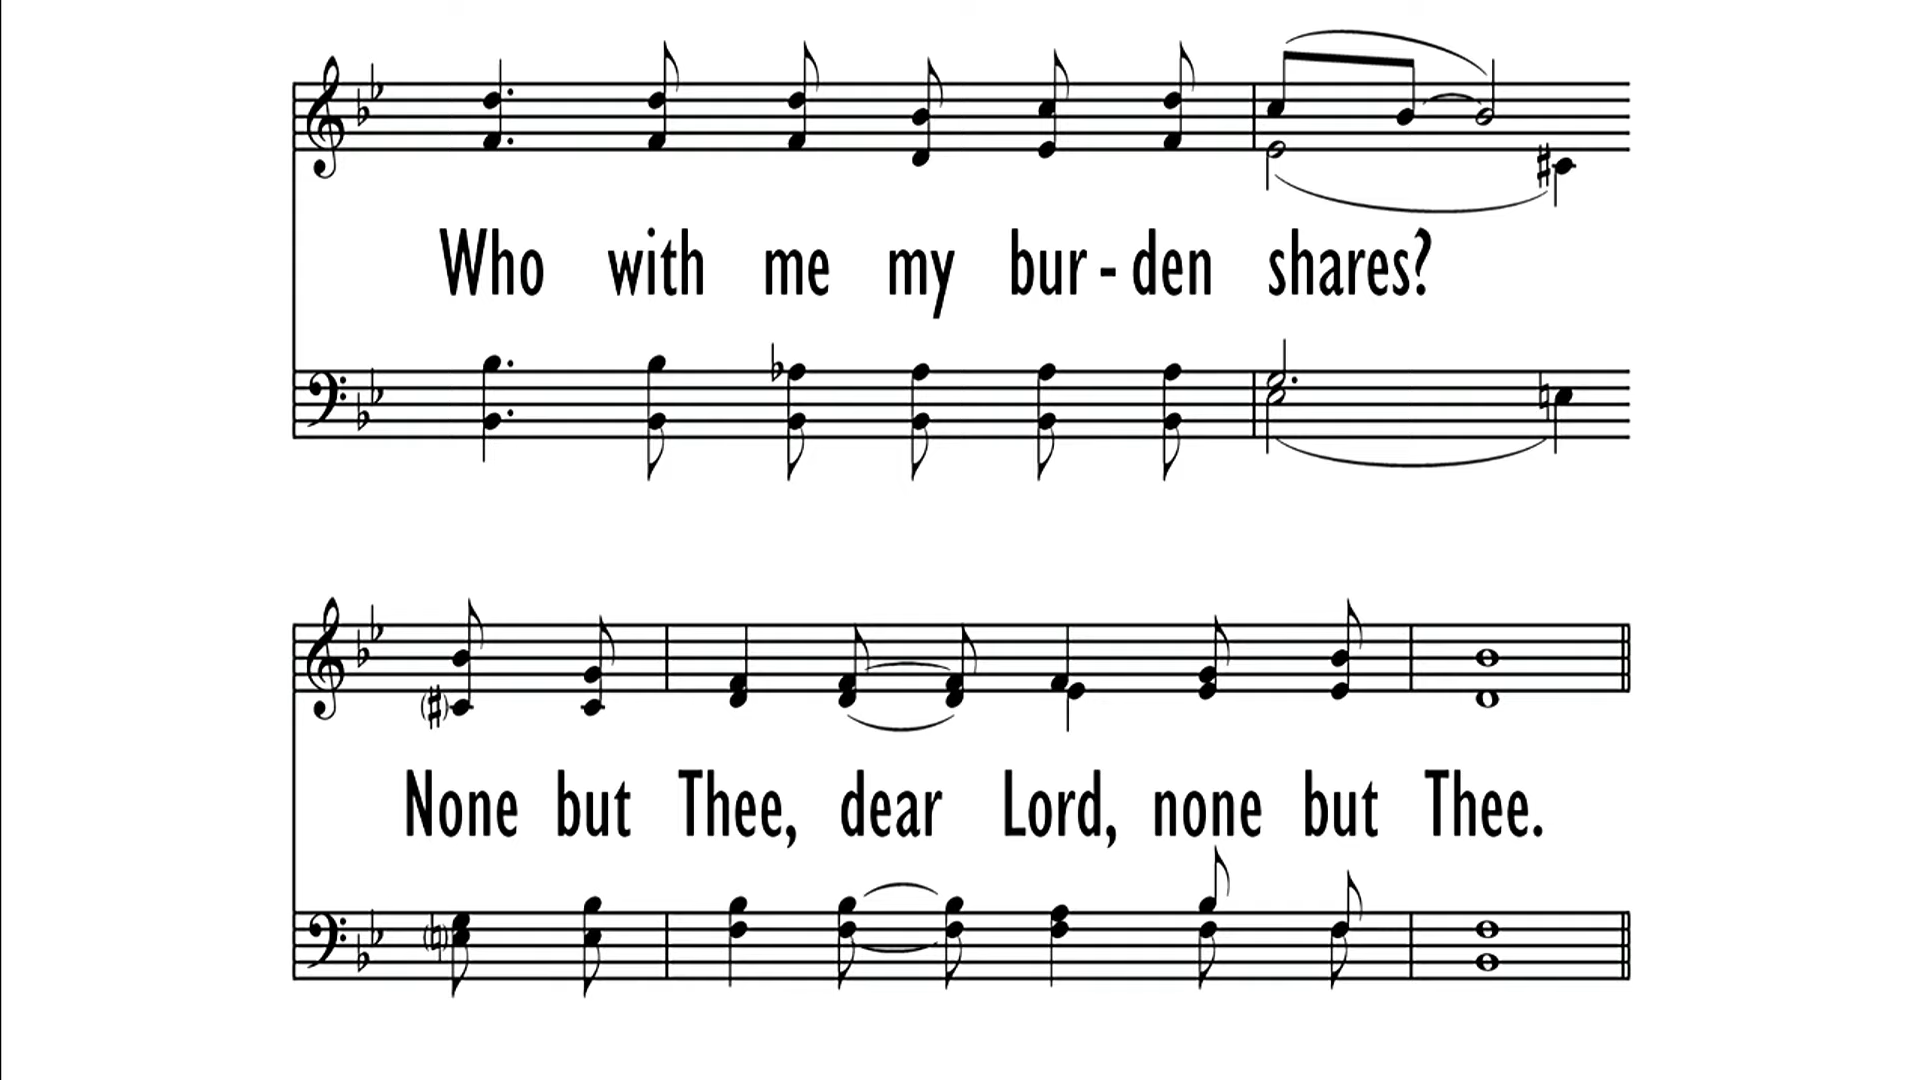 Who with me my bur - den shares?
None but Thee, dear Lord, none but Thee.